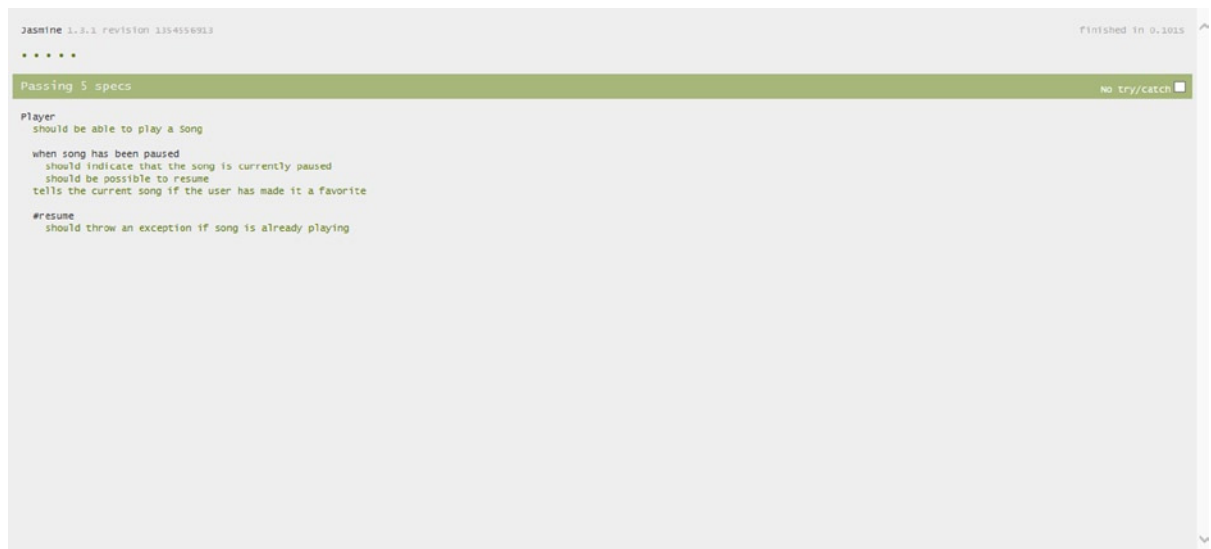 Jasmine 1.3.1 revision 1354556913
finished in 0.101s
Passing 5 specs
No try/catch
Player
should be able to play a Song
when song has been paused
should indicate that the song is currently paused
should be possible to resume
tells the current song if the user has made it a favorite
#resume
should throw an exception if song is already playing